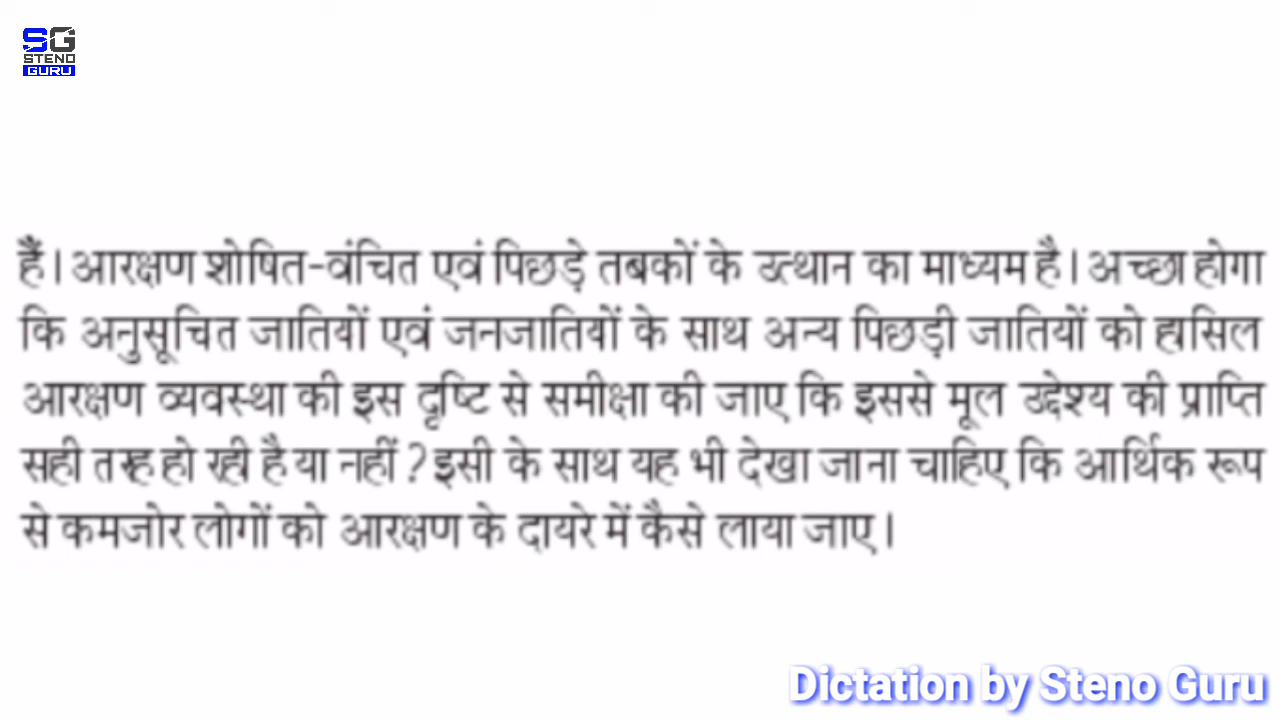 SG
STENO
GURU
हैं। आरक्षण शोषित-वंचित एवं पिछड़े तबकों के उत्थान का माध्यम है। अच्छा होगा
कि अनुसूचित जातियों एवं जनजातियों के साथ अन्य पिछड़ी जातियों को हासिल
आरक्षण व्यवस्था की इस दृष्टि से समीक्षा की जाए कि इससे मूल उद्देश्य की प्राप्ति
सही तरह हो रही है या नहीं ? इसी के साथ यह भी देखा जाना चाहिए कि आर्थिक रूप
से कमजोर लोगों को आरक्षण के दायरे में कैसे लाया जाए।
Dictation by Steno Guru